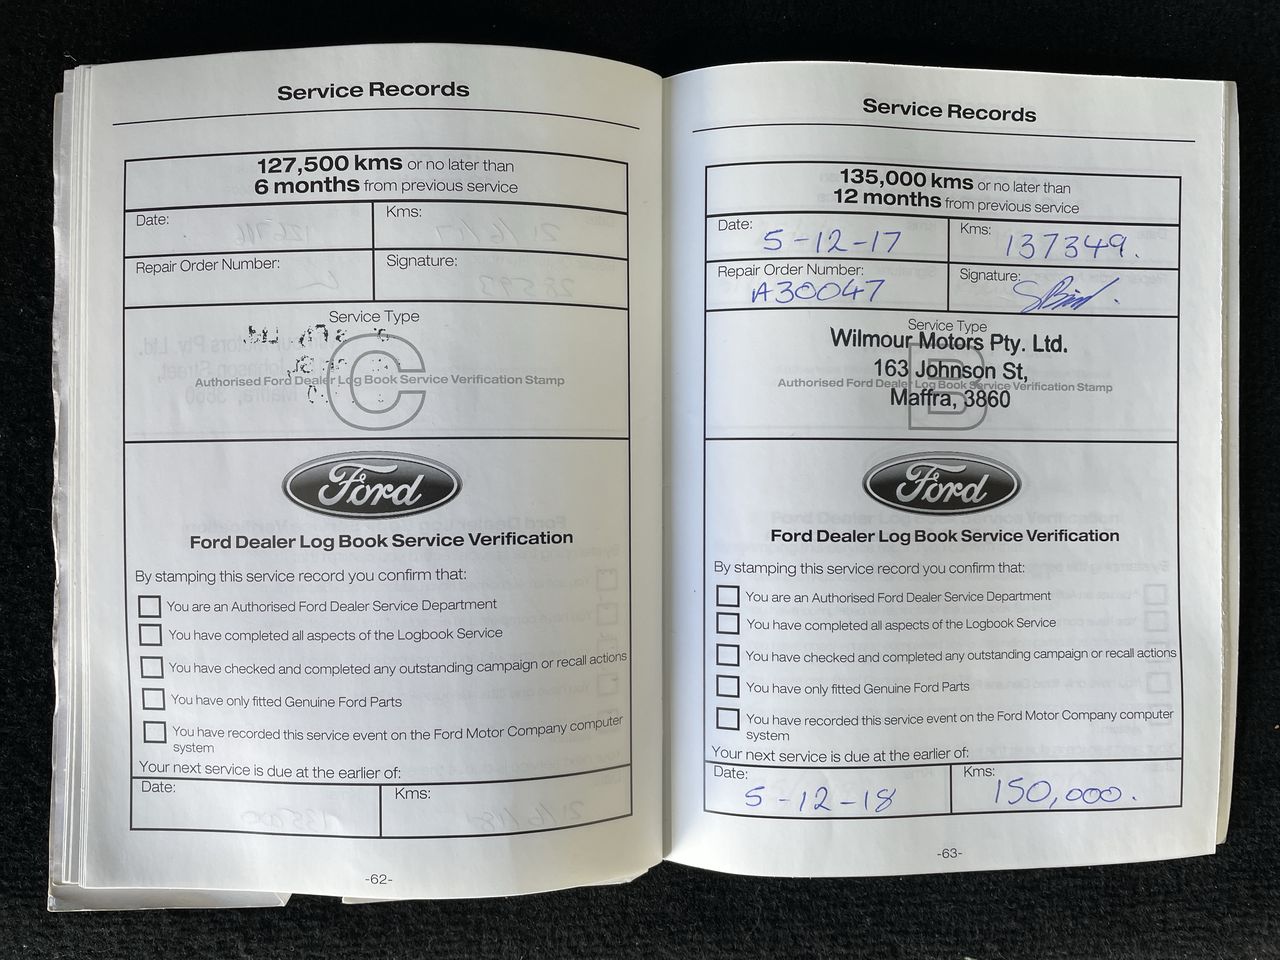 Service Records
127,500 kms or no later than
6 months from previous service
Date:
Kms:
Repair Order Number:
Signature:
Service Type
C
Authorised Ford Dealer Log Book Service Verification Stamp
Ford
Ford Dealer Log Book Service Verification
By stamping this service record you confirm that:
You are an Authorised Ford Dealer Service Department
You have completed all aspects of the Logbook Service
You have checked and completed any outstanding campaign or recall actions
You have only fitted Genuine Ford Parts
You have recorded this service event on the Ford Motor Company computer
system
Your next service is due at the earlier of:
Date:
Kms:
-62-
Service Records
135,000 kms or no later than
12 months from previous service
Date: 5-12-17
Kms: 137349.
Repair Order Number: A30047
Signature:
Service Type
Wilmour Motors Pty. Ltd.
163 Johnson St,
Authorised Ford Dealer Log Book Service Verification Stamp
B
Maffra, 3860
Ford
Ford Dealer Log Book Service Verification
By stamping this service record you confirm that:
You are an Authorised Ford Dealer Service Department
You have completed all aspects of the Logbook Service
You have checked and completed any outstanding campaign or recall actions
You have only fitted Genuine Ford Parts
You have recorded this service event on the Ford Motor Company computer
system
Your next service is due at the earlier of:
Date: 5-12-18
Kms: 150,000.
-63-